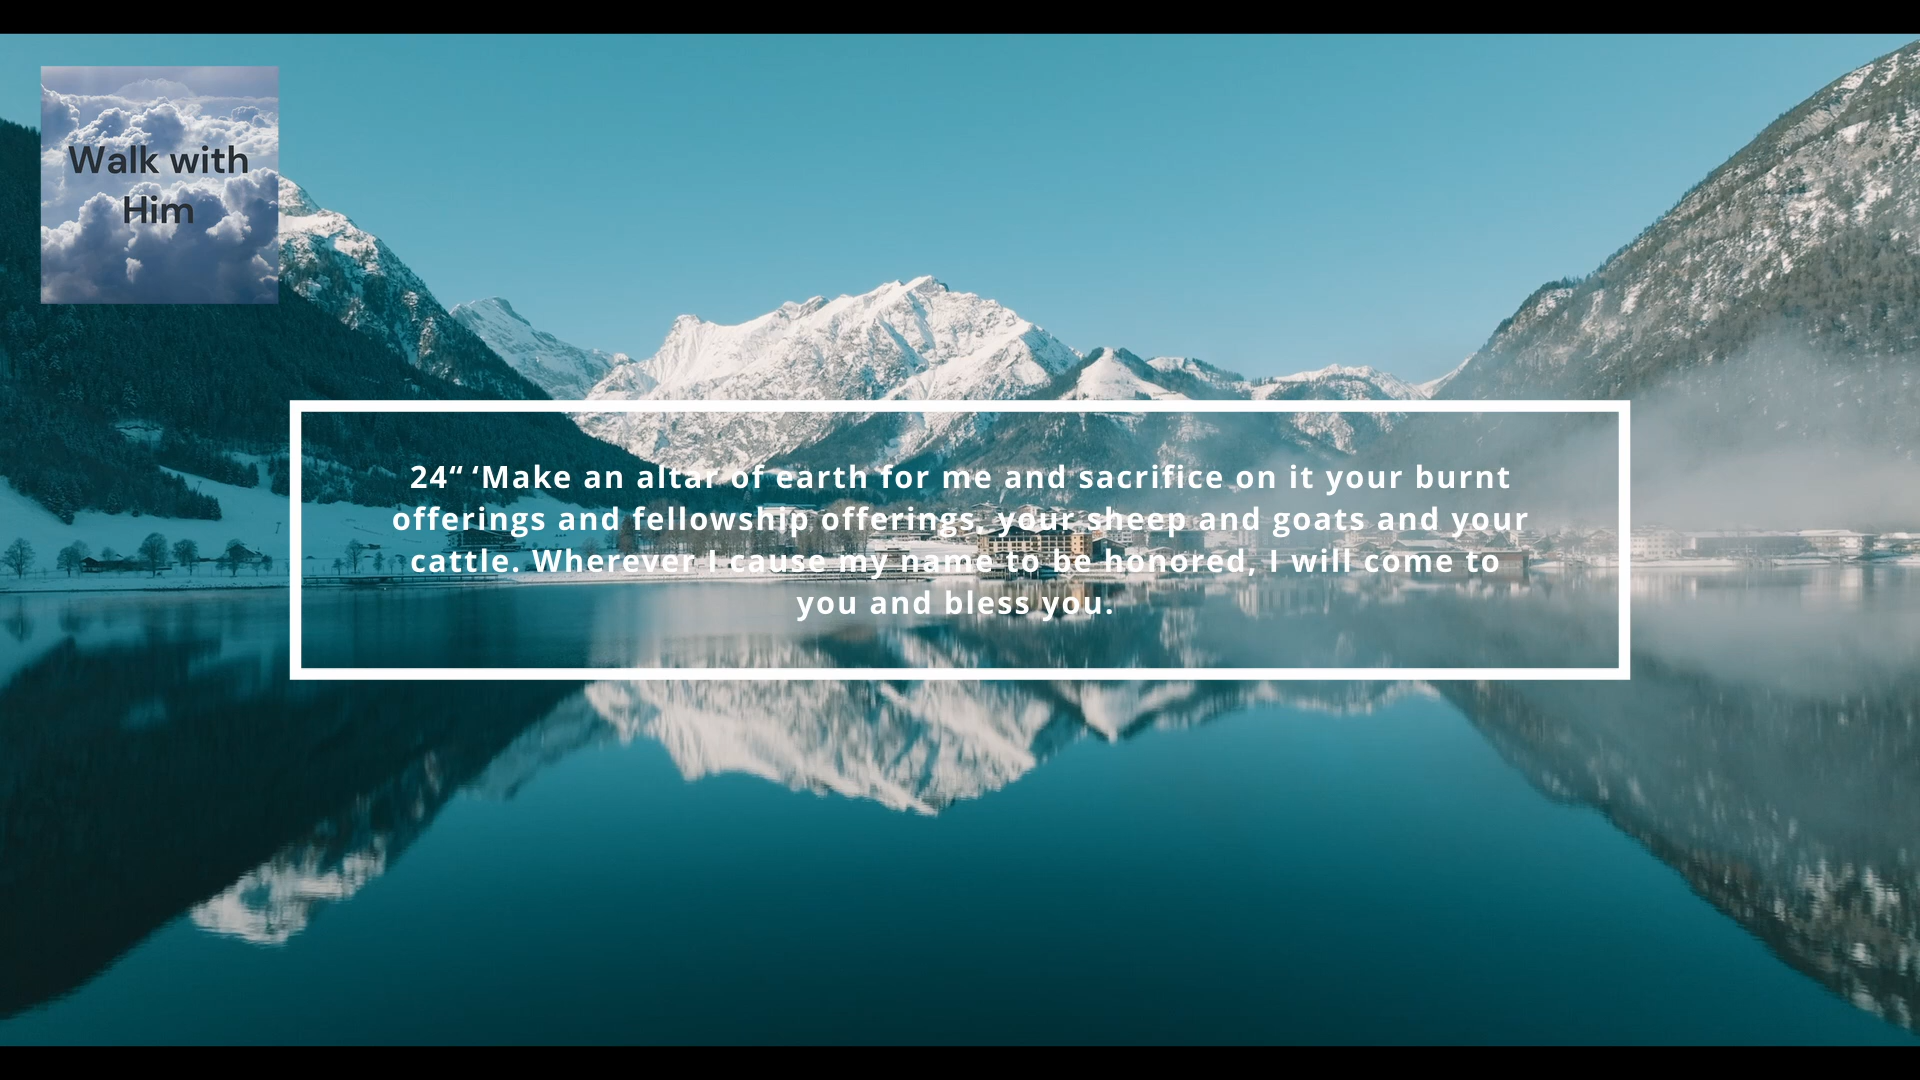 Walk with
Him
24“ ‘Make an altar of earth for me and sacrifice on it your burnt
offerings and fellowship offerings, your sheep and goats and your
cattle. Wherever I cause my name to be honored, I will come to
you and bless you.